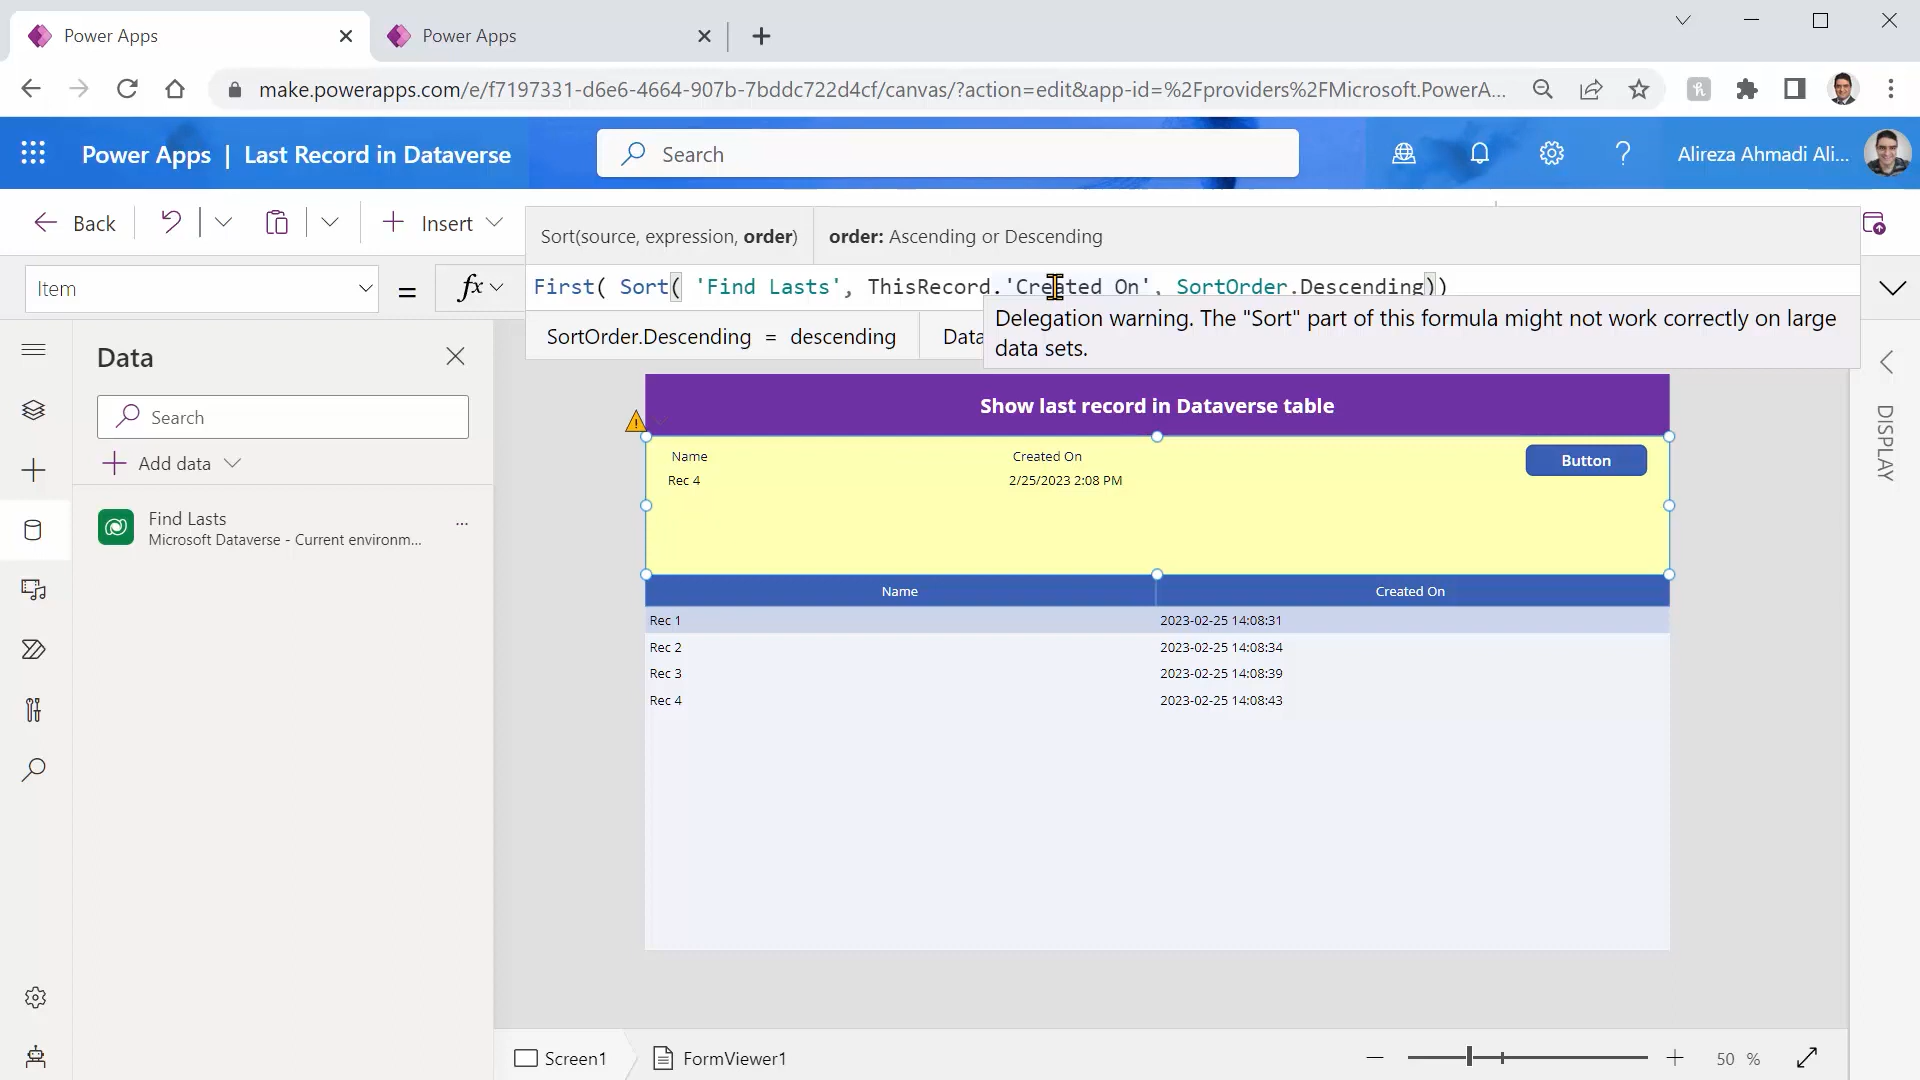 Power Apps
Power Apps
make.powerapps.com/e/f7197331-d6e6-4664-907b-7bddc722d4cf/canvas/?action=edit&app-id=%2Fproviders%2FMicrosoft.PowerA...
Power Apps | Last Record in Dataverse
Search
Alireza Ahmadi Ali...
Back
Insert
Sort(source, expression, order)
order: Ascending or Descending
Item
=
fx
First( Sort( 'Find Lasts', ThisRecord.'Created On', SortOrder.Descending))
SortOrder.Descending = descending
Data
Delegation warning. The "Sort" part of this formula might not work correctly on large
data sets.
Data
Search
Add data
Find Lasts
Microsoft Dataverse - Current environm...
...
Show last record in Dataverse table
Name
Created On
Button
Rec 4
2/25/2023 2:08 PM
Name
Created On
Rec 1
2023-02-25 14:08:31
Rec 2
2023-02-25 14:08:34
Rec 3
2023-02-25 14:08:39
Rec 4
2023-02-25 14:08:43
DISPLAY
Screen1
FormViewer1
50 %